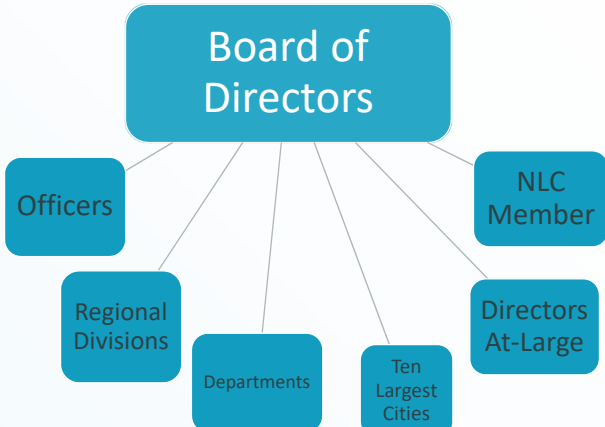 Board of
Directors
Officers
NLC
Member
Regional
Divisions
Directors
At-Large
Departments
Ten
Largest
Cities